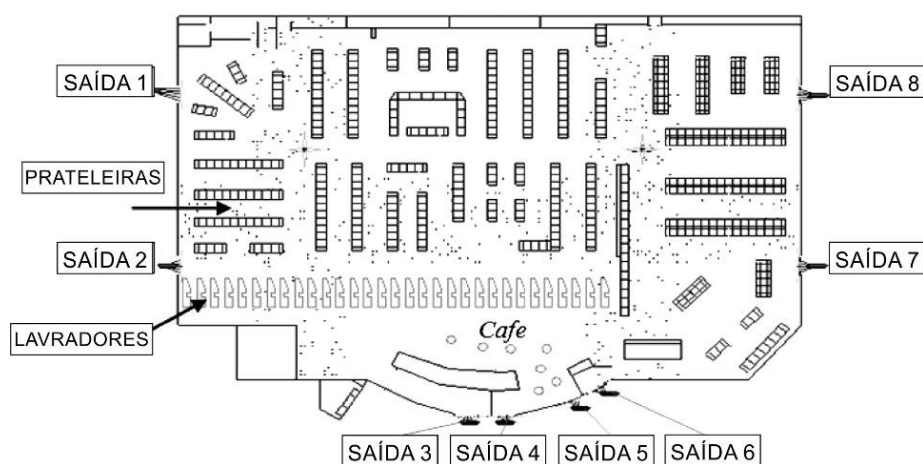 SAÍDA 1
SAÍDA 8
PRATELEIRAS
SAÍDA 2
SAÍDA 7
LAVRADORES
Cafe
SAÍDA 3
SAÍDA 4
SAÍDA 5
SAÍDA 6